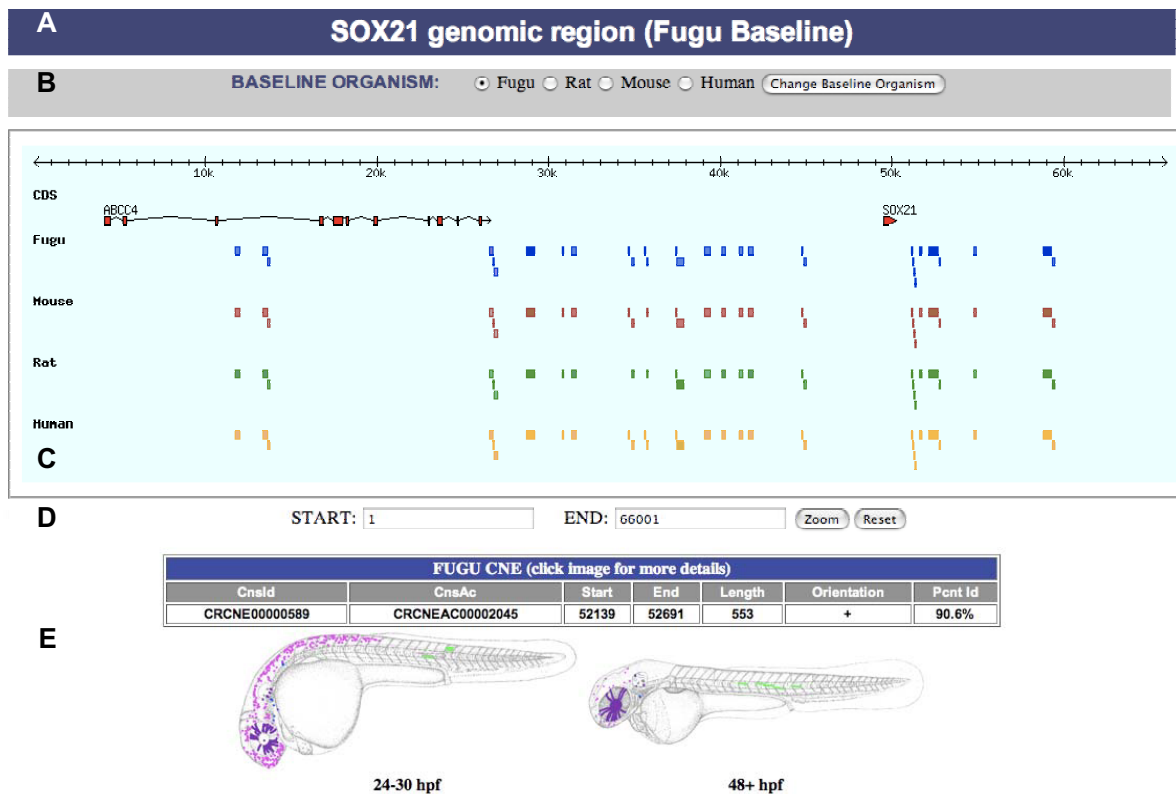 A
SOX21 genomic region (Fugu Baseline)
B
BASELINE ORGANISM: Fugu Rat Mouse Human Change Baseline Organism
10k 20k 30k 40k 50k 60k
CDS
ABCC4 SOX21
Fugu
Mouse
Rat
Human
C
D
START: 1 END: 66001 Zoom Reset
FUGU CNE (click image for more details)
CnsId CnsAc Start End Length Orientation Pcnt Id
CRCNE00000589 CRCNEAC00002045 52139 52691 553 + 90.6%
E
24-30 hpf 48+ hpf